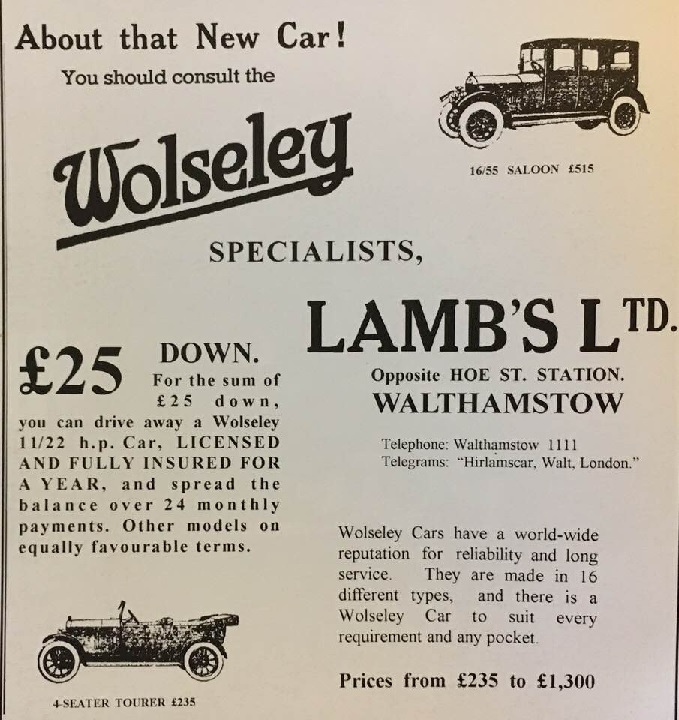 About that New Car!
You should consult the
Wolseley
16/55 SALOON £515
SPECIALISTS,
LAMB'S LTD.
Opposite HOE ST. STATION.
WALTHAMSTOW
Telephone: Walthamstow 1111
Telegrams: "Hirlamscar, Walt, London."
£25 DOWN.
For the sum of
£25 down,
you can drive away a Wolseley
11/22 h.p. Car, LICENSED
AND FULLY INSURED FOR
A YEAR, and spread the
balance over 24 monthly
payments. Other models on
equally favourable terms.
Wolseley Cars have a world-wide
reputation for reliability and long
service. They are made in 16
different types, and there is a
Wolseley Car to suit every
requirement and any pocket.
Prices from £235 to £1,300
4-SEATER TOURER £235